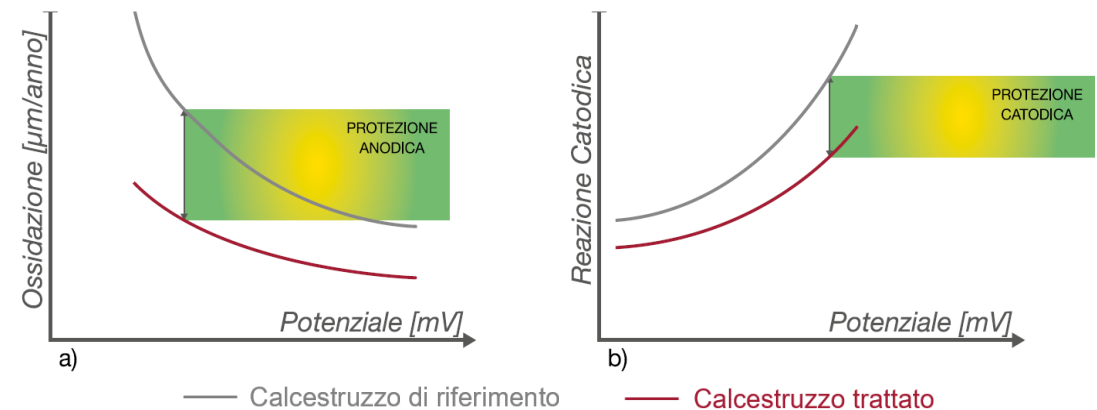 Ossidazione [µm/anno]
PROTEZIONE
ANODICA
Potenziale [mV]
a)
Reazione Catodica
PROTEZIONE
CATODICA
Potenziale [mV]
b)
Calcestruzzo di riferimento
Calcestruzzo trattato